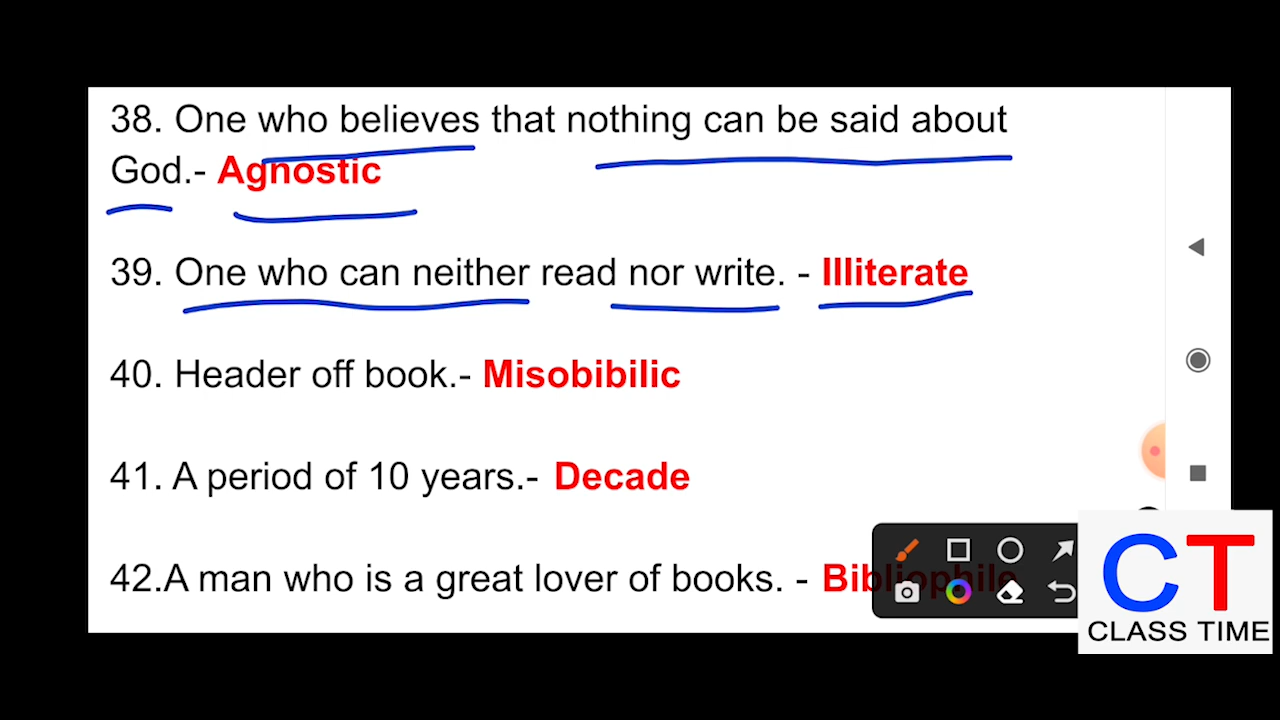 38. One who believes that nothing can be said about
God.- Agnostic
39. One who can neither read nor write. - Illiterate
40. Header off book.- Misobibilic
41. A period of 10 years.- Decade
42.A man who is a great lover of books. - Bibliophile
CT
CLASS TIME